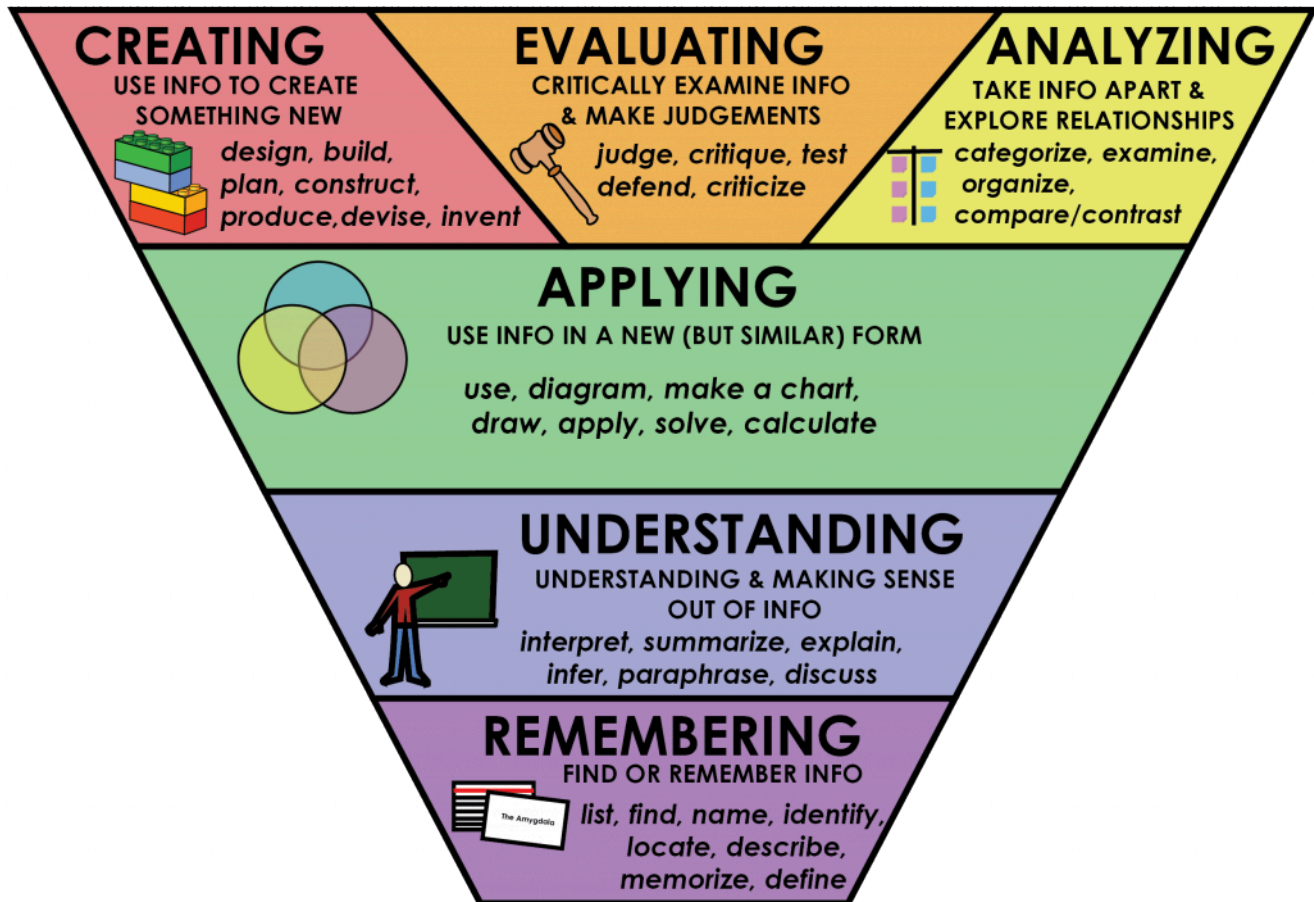 CREATING
USE INFO TO CREATE
SOMETHING NEW
design, build,
plan, construct,
produce,devise, invent
EVALUATING
CRITICALLY EXAMINE INFO
& MAKE JUDGEMENTS
judge, critique, test
defend, criticize
ANALYZING
TAKE INFO APART &
EXPLORE RELATIONSHIPS
categorize, examine,
organize,
compare/contrast
APPLYING
USE INFO IN A NEW (BUT SIMILAR) FORM
use, diagram, make a chart,
draw, apply, solve, calculate
UNDERSTANDING
UNDERSTANDING & MAKING SENSE
OUT OF INFO
interpret, summarize, explain,
infer, paraphrase, discuss
REMEMBERING
FIND OR REMEMBER INFO
The Amygdala
list, find, name, identify,
locate, describe,
memorize, define